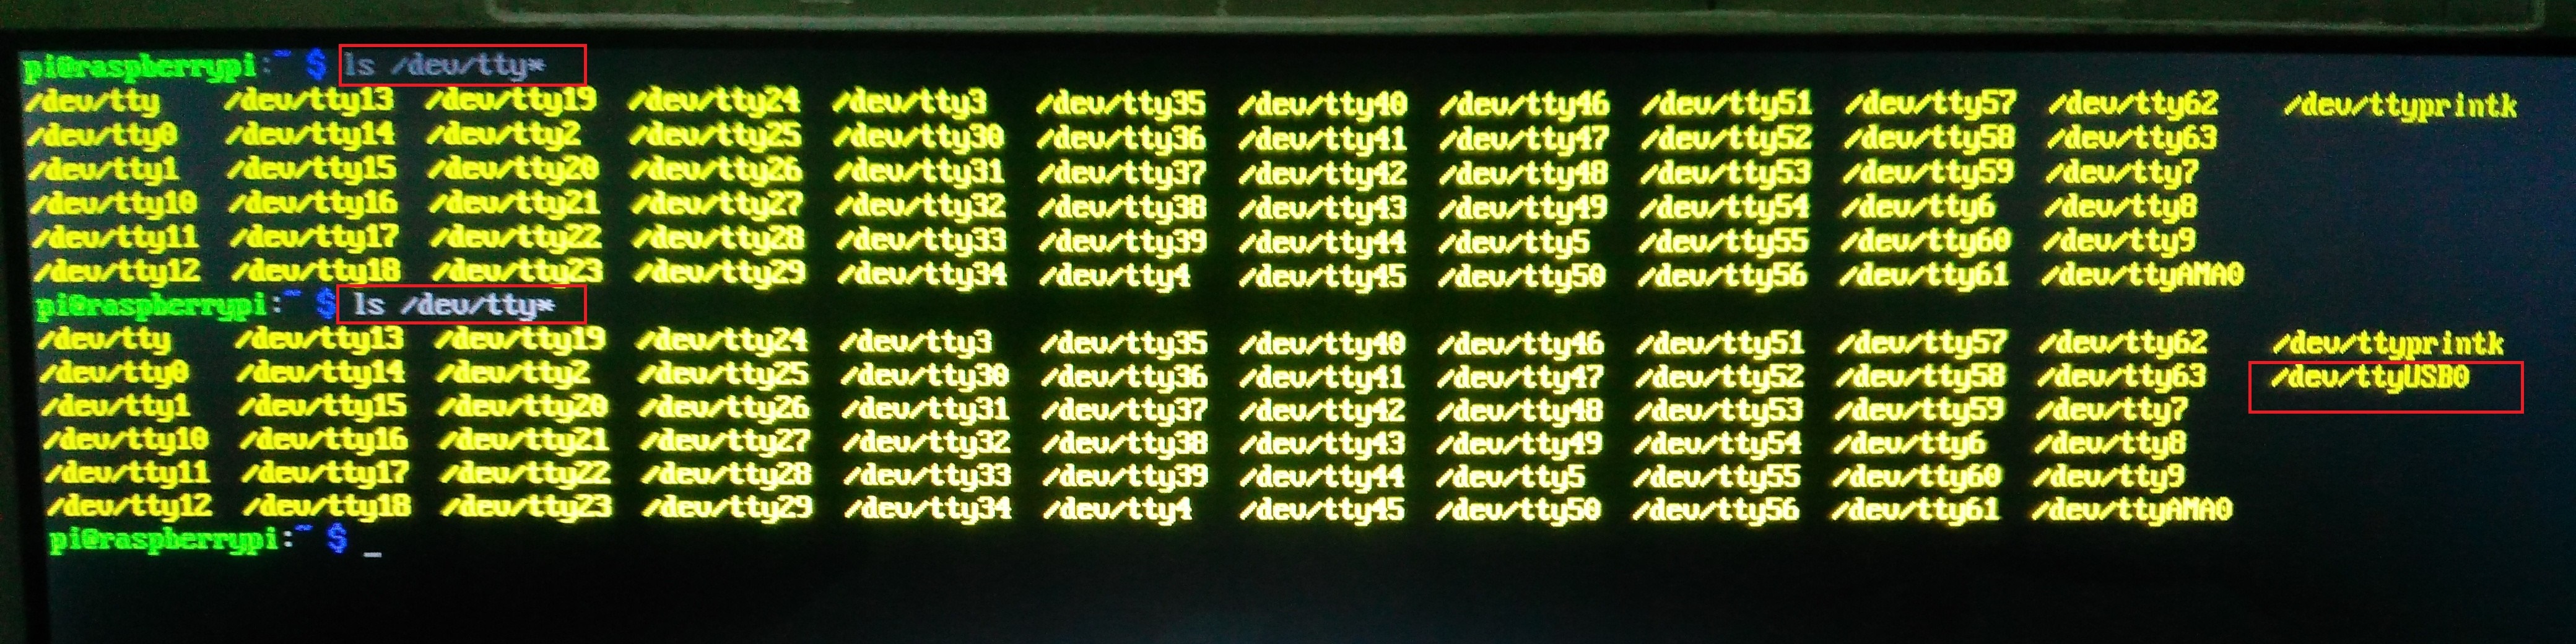 pi@raspberrypi:~ $ ls /dev/tty*
/dev/tty /dev/tty13 /dev/tty19 /dev/tty24 /dev/tty3 /dev/tty35 /dev/tty40 /dev/tty46 /dev/tty51 /dev/tty57 /dev/tty62 /dev/ttyprintk
/dev/tty0 /dev/tty14 /dev/tty2 /dev/tty25 /dev/tty30 /dev/tty36 /dev/tty41 /dev/tty47 /dev/tty52 /dev/tty58 /dev/tty63
/dev/tty1 /dev/tty15 /dev/tty20 /dev/tty26 /dev/tty31 /dev/tty37 /dev/tty42 /dev/tty48 /dev/tty53 /dev/tty59 /dev/tty7
/dev/tty10 /dev/tty16 /dev/tty21 /dev/tty27 /dev/tty32 /dev/tty38 /dev/tty43 /dev/tty49 /dev/tty54 /dev/tty6 /dev/tty8
/dev/tty11 /dev/tty17 /dev/tty22 /dev/tty28 /dev/tty33 /dev/tty39 /dev/tty44 /dev/tty5 /dev/tty55 /dev/tty60 /dev/tty9
/dev/tty12 /dev/tty18 /dev/tty23 /dev/tty29 /dev/tty34 /dev/tty4 /dev/tty45 /dev/tty50 /dev/tty56 /dev/tty61 /dev/ttyAMA0
pi@raspberrypi:~ $ ls /dev/tty*
/dev/tty /dev/tty13 /dev/tty19 /dev/tty24 /dev/tty3 /dev/tty35 /dev/tty40 /dev/tty46 /dev/tty51 /dev/tty57 /dev/tty62 /dev/ttyprintk
/dev/tty0 /dev/tty14 /dev/tty2 /dev/tty25 /dev/tty30 /dev/tty36 /dev/tty41 /dev/tty47 /dev/tty52 /dev/tty58 /dev/tty63 /dev/ttyUSB0
/dev/tty1 /dev/tty15 /dev/tty20 /dev/tty26 /dev/tty31 /dev/tty37 /dev/tty42 /dev/tty48 /dev/tty53 /dev/tty59 /dev/tty7
/dev/tty10 /dev/tty16 /dev/tty21 /dev/tty27 /dev/tty32 /dev/tty38 /dev/tty43 /dev/tty49 /dev/tty54 /dev/tty6 /dev/tty8
/dev/tty11 /dev/tty17 /dev/tty22 /dev/tty28 /dev/tty33 /dev/tty39 /dev/tty44 /dev/tty5 /dev/tty55 /dev/tty60 /dev/tty9
/dev/tty12 /dev/tty18 /dev/tty23 /dev/tty29 /dev/tty34 /dev/tty4 /dev/tty45 /dev/tty50 /dev/tty56 /dev/tty61 /dev/ttyAMA0
pi@raspberrypi:~ $ _